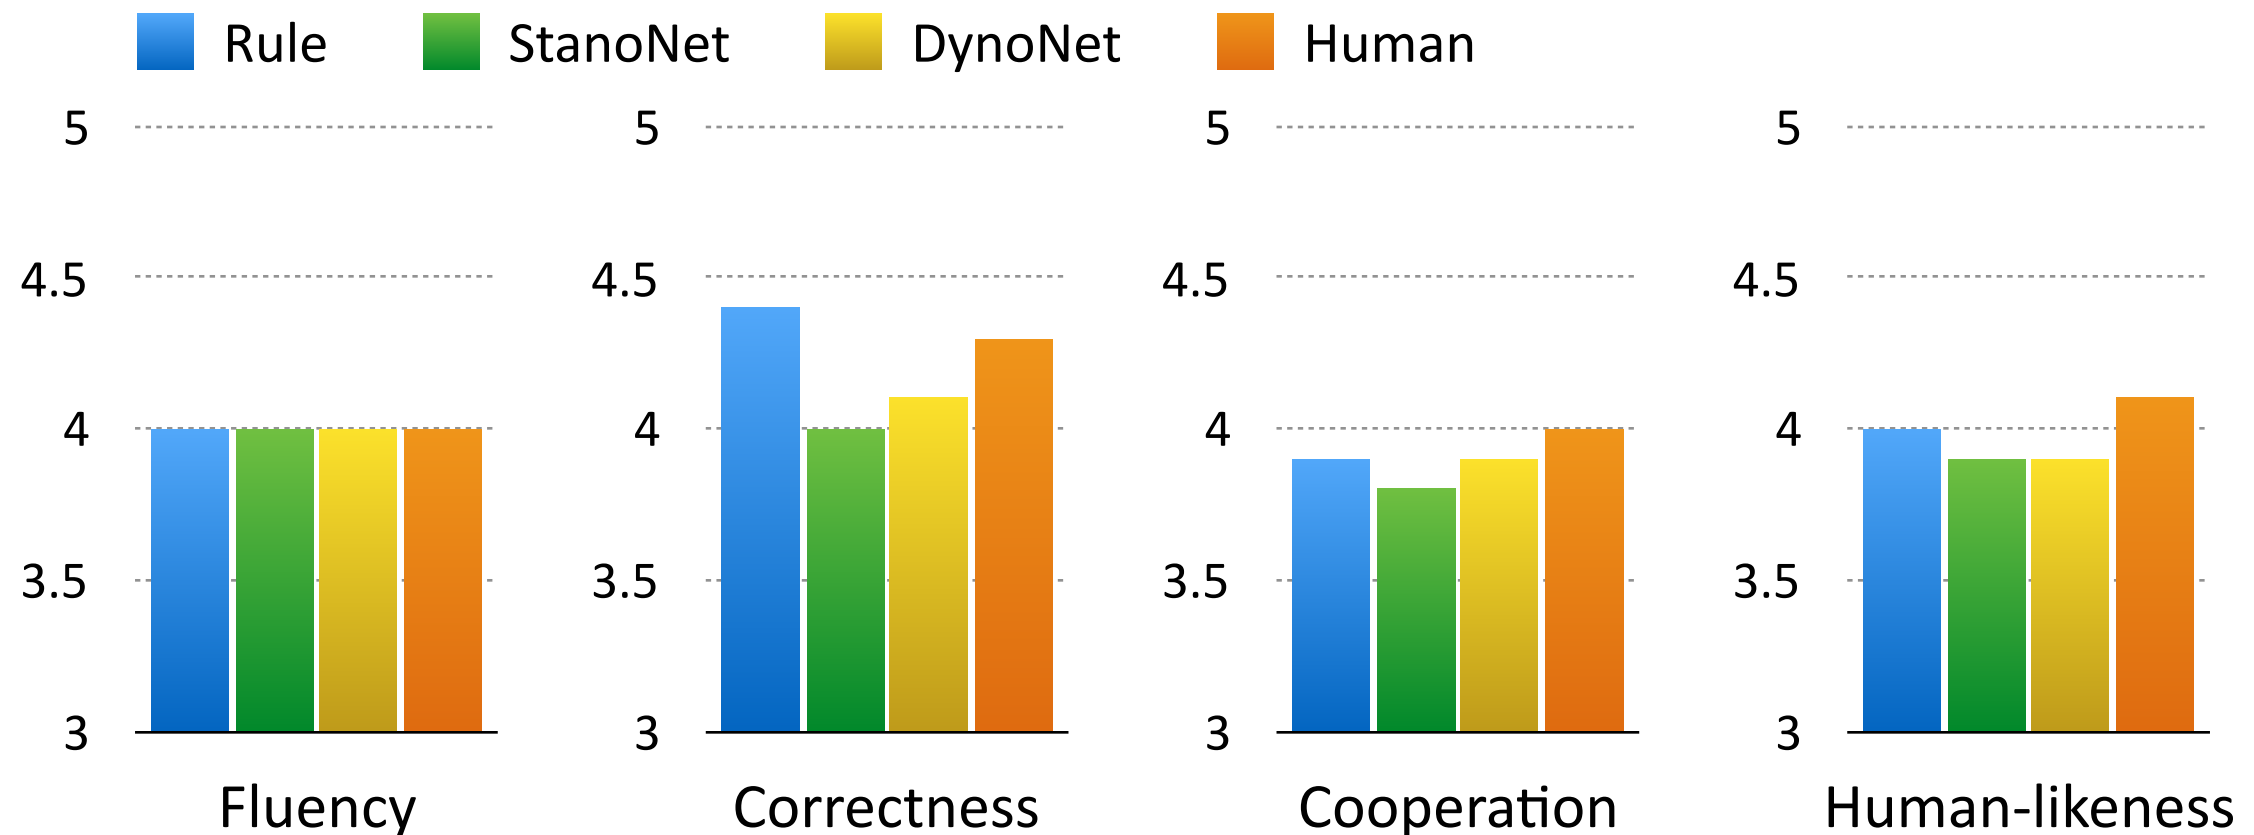 Rule StanoNet DynoNet Human
5 5 5 5
4.5 4.5 4.5 4.5
4 4 4 4
3.5 3.5 3.5 3.5
3 3 3 3
Fluency Correctness Cooperation Human-likeness